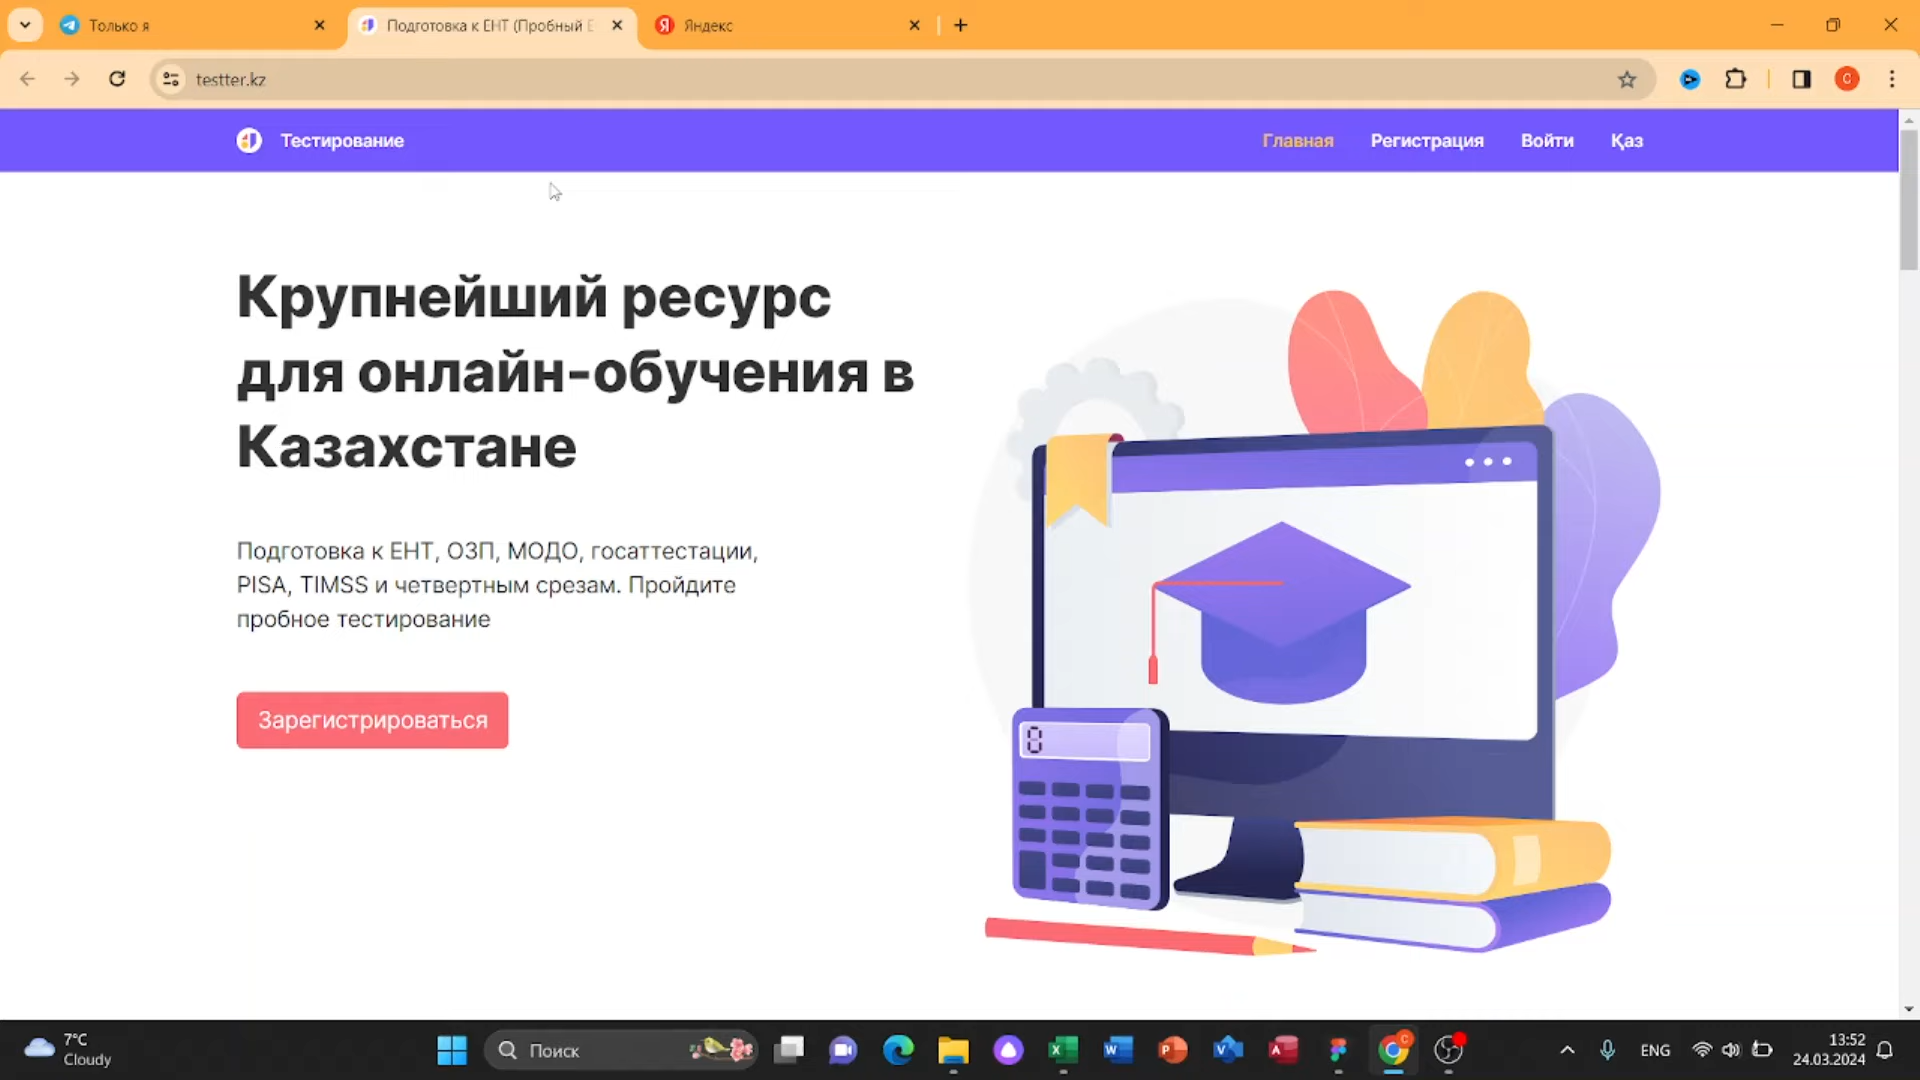 Только я
Подготовка к ЕНТ (Пробный Е
Яндекс
testter.kz
С
Тестирование
Главная
Регистрация
Войти
Қаз
Крупнейший ресурс
для онлайн-обучения в
Казахстане
Подготовка к ЕНТ, ОЗП, МОДО, госаттестации,
PISA, TIMSS и четвертным срезам. Пройдите
пробное тестирование
Зарегистрироваться
0
7°C
Cloudy
Поиск
ENG
13:52
24.03.2024